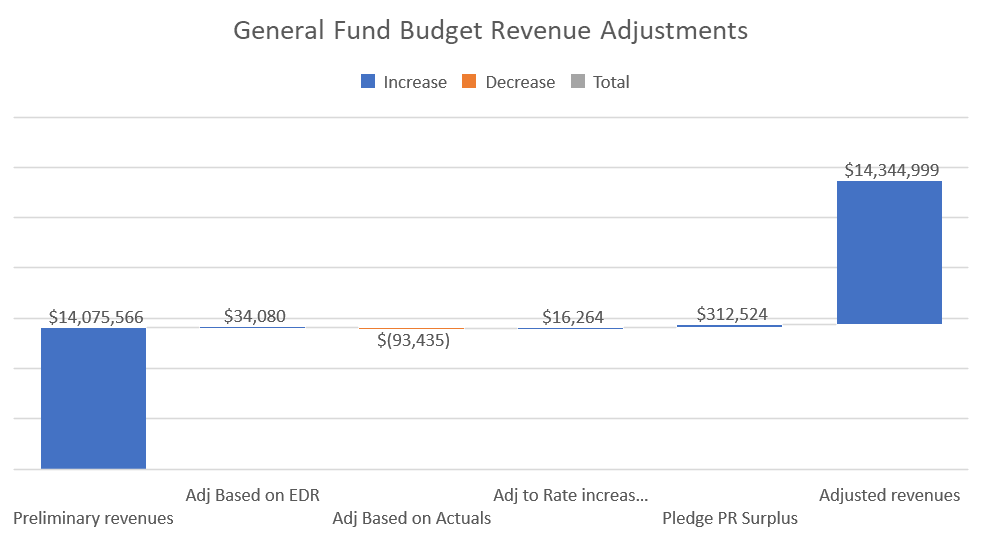 General Fund Budget Revenue Adjustments
Increase Decrease Total
$14,344,999
$14,075,566 $34,080 $16,264 $312,524
$(93,435)
Adj Based on EDR Adj to Rate increas... Adjusted revenues
Preliminary revenues Adj Based on Actuals Pledge PR Surplus